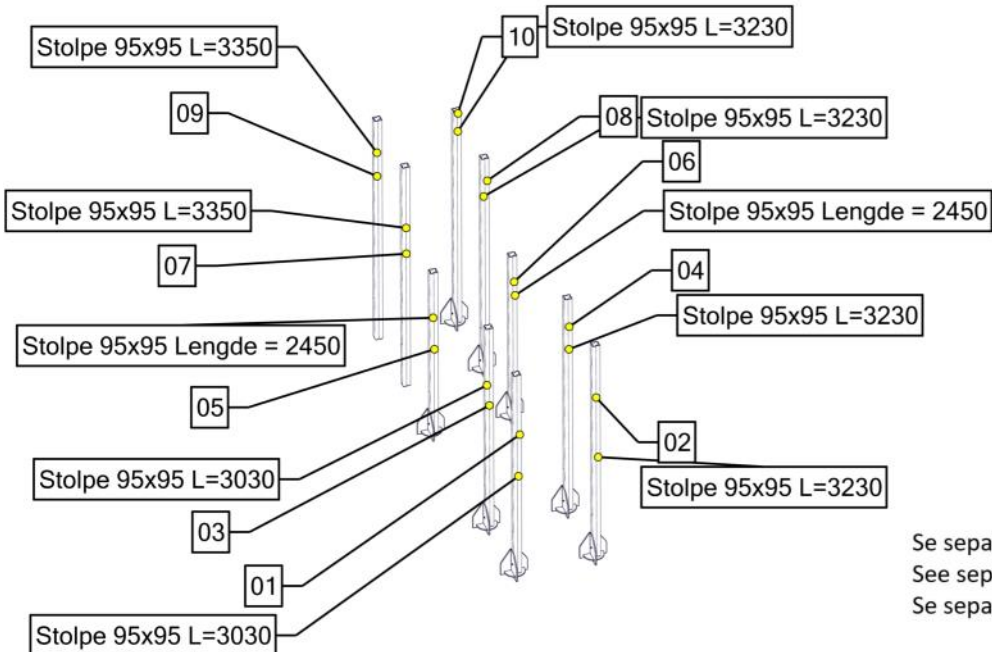 Stolpe 95x95 L=3350
10
Stolpe 95x95 L=3230
09
08
Stolpe 95x95 L=3230
06
Stolpe 95x95 L=3350
Stolpe 95x95 Lengde = 2450
07
04
Stolpe 95x95 L=3230
Stolpe 95x95 Lengde = 2450
05
02
Stolpe 95x95 L=3030
Stolpe 95x95 L=3230
03
01
Stolpe 95x95 L=3030
Se sepa
See sep
Se sepa